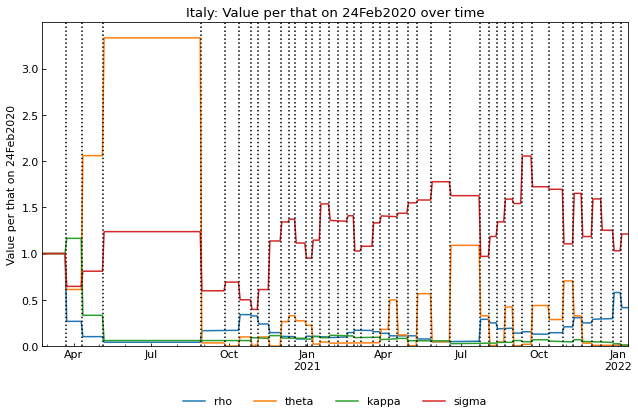 Italy: Value per that on 24Feb2020 over time
Value per that on 24Feb2020
3.0
2.5
2.0
1.5
1.0
0.5
0.0
Apr Jul Oct Jan Apr Jul Oct Jan
2021 2022
rho theta kappa sigma